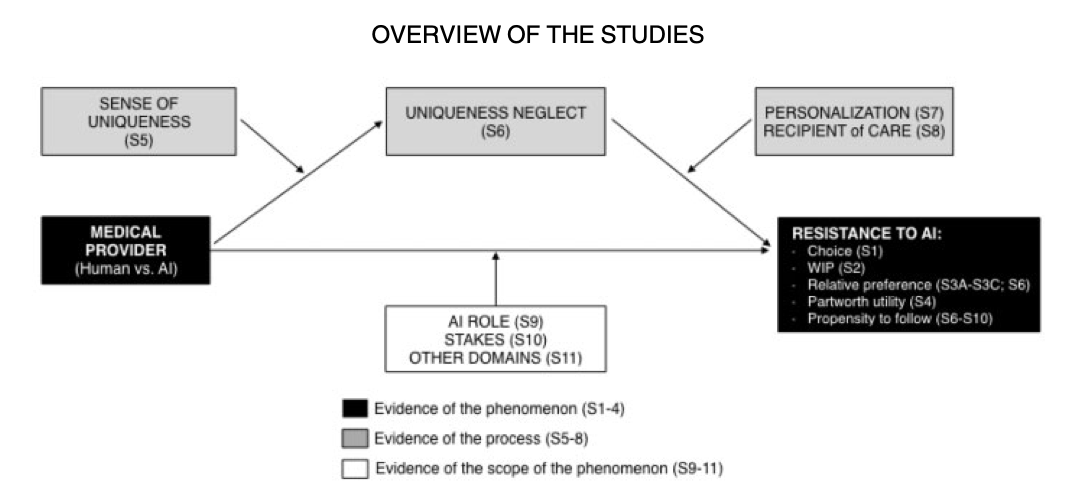 OVERVIEW OF THE STUDIES
SENSE OF
UNIQUENESS
(S5)
UNIQUENESS NEGLECT
(S6)
PERSONALIZATION (S7)
RECIPIENT of CARE (S8)
MEDICAL
PROVIDER
(Human vs. AI)
RESISTANCE TO AI:
- Choice (S1)
- WIP (S2)
- Relative preference (S3A-S3C; S6)
- Partworth utility (S4)
- Propensity to follow (S6-S10)
AI ROLE (S9)
STAKES (S10)
OTHER DOMAINS (S11)
Evidence of the phenomenon (S1-4)
Evidence of the process (S5-8)
Evidence of the scope of the phenomenon (S9-11)